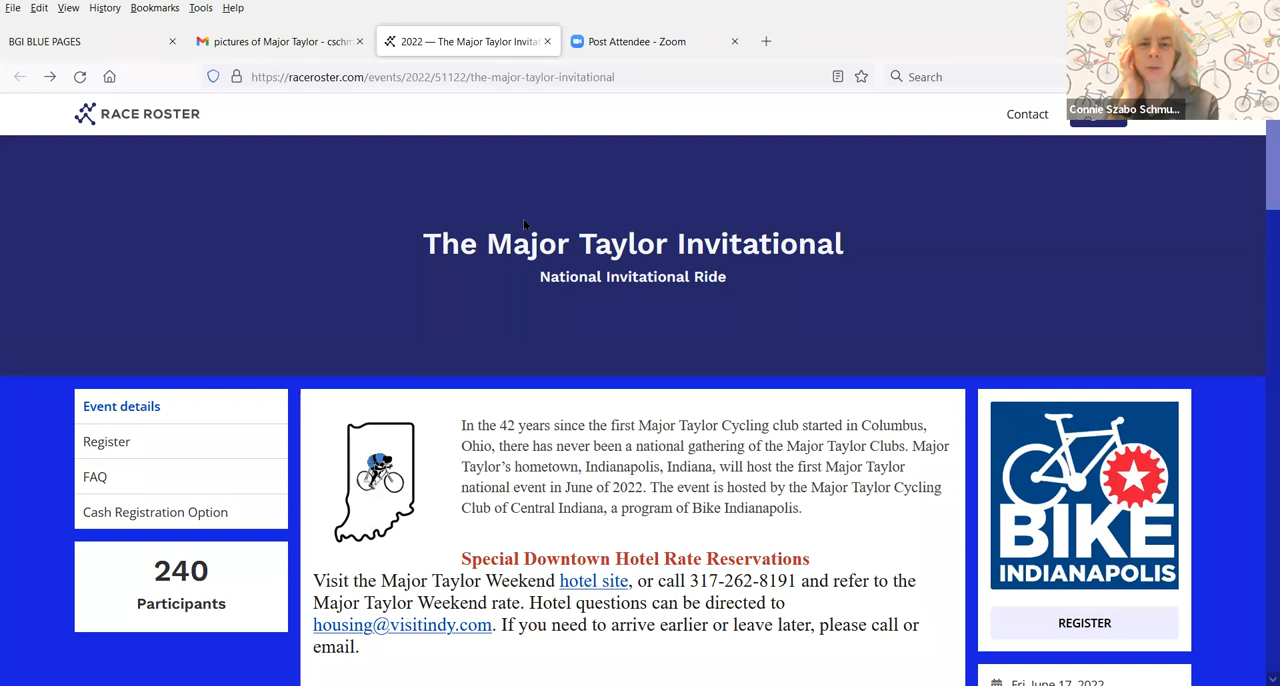 File Edit View History Bookmarks Tools Help
BGI BLUE PAGES
pictures of Major Taylor - cschm
2022 — The Major Taylor Invita
Post Attendee - Zoom
https://raceroster.com/events/2022/51122/the-major-taylor-invitational
Search
Connie Szabo Schmu...
RACE ROSTER
Contact
The Major Taylor Invitational
National Invitational Ride
Event details
Register
FAQ
Cash Registration Option
240
Participants
In the 42 years since the first Major Taylor Cycling club started in Columbus,
Ohio, there has never been a national gathering of the Major Taylor Clubs. Major
Taylor's hometown, Indianapolis, Indiana, will host the first Major Taylor
national event in June of 2022. The event is hosted by the Major Taylor Cycling
Club of Central Indiana, a program of Bike Indianapolis.
Special Downtown Hotel Rate Reservations
Visit the Major Taylor Weekend hotel site, or call 317-262-8191 and refer to the
Major Taylor Weekend rate. Hotel questions can be directed to
housing@visitindy.com. If you need to arrive earlier or leave later, please call or
email.
BIKE
INDIANAPOLIS
REGISTER
Fri, June 17, 2022